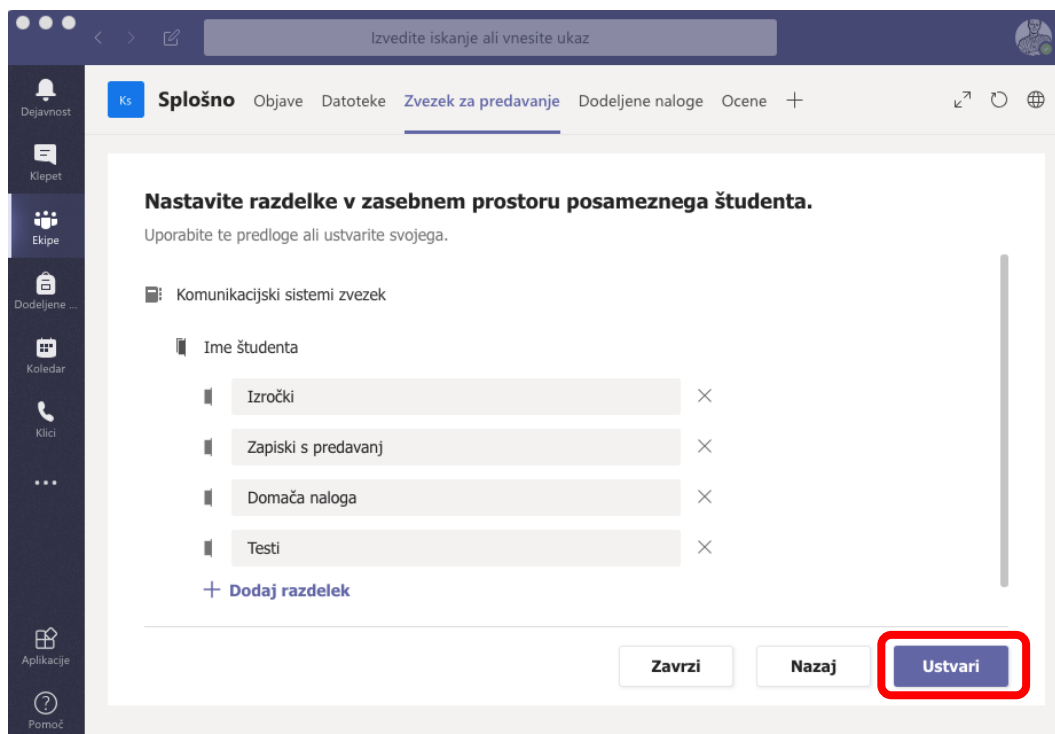 Izvedite iskanje ali vnesite ukaz
Dejavnost
Klepet
Ekipe
Dodeljene ...
Koledar
Klici
Aplikacije
Pomoč
Ks Splošno Objave Datoteke Zvezek za predavanje Dodeljene naloge Ocene
Nastavite razdelke v zasebnem prostoru posameznega študenta.
Uporabite te predloge ali ustvarite svojega.
Komunikacijski sistemi zvezek
Ime študenta
Izročki
Zapiski s predavanj
Domača naloga
Testi
Dodaj razdelek
Zavrzi Nazaj Ustvari